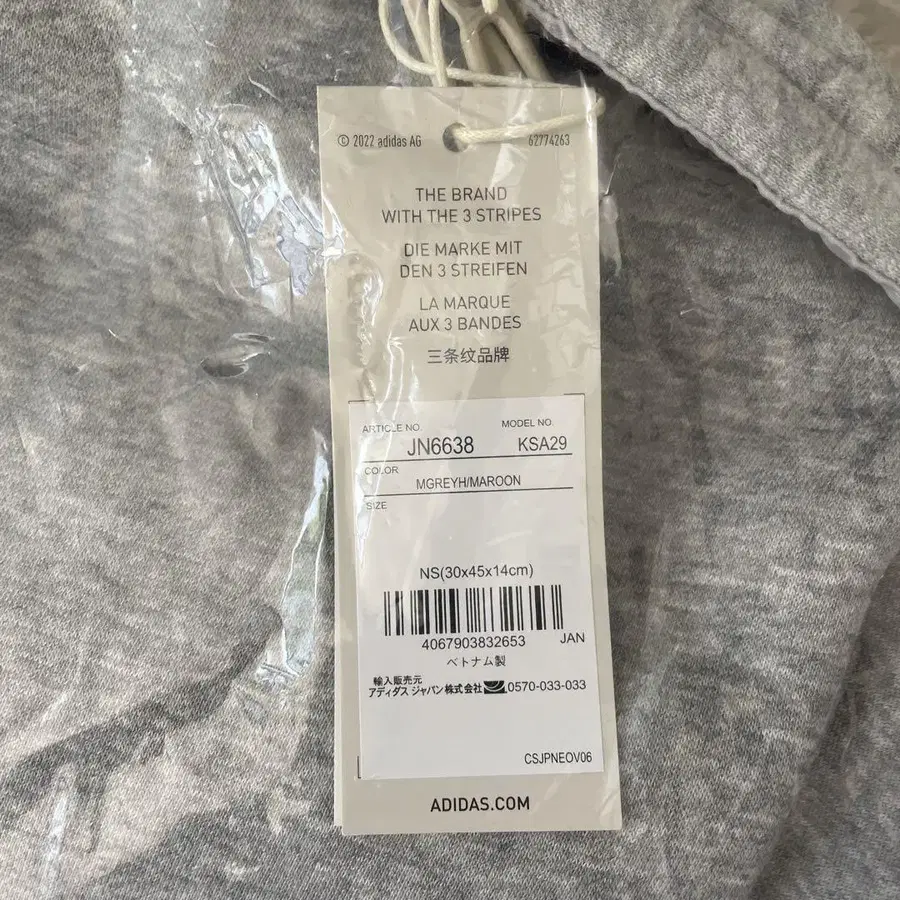 © 2022 adidas AG 62774263
THE BRAND
WITH THE 3 STRIPES
DIE MARKE MIT
DEN 3 STREIFEN
LA MARQUE
AUX 3 BANDES
三条纹品牌
ARTICLE NO. MODEL NO.
JN6638 KSA29
COLOR
MGREYH/MAROON
SIZE
NS(30x45x14cm)
4067903832653 JAN
ベトナム製
輸入販売元
アディダス ジャパン株式会社 0570-033-033
CSJPNEOV06
ADIDAS.COM